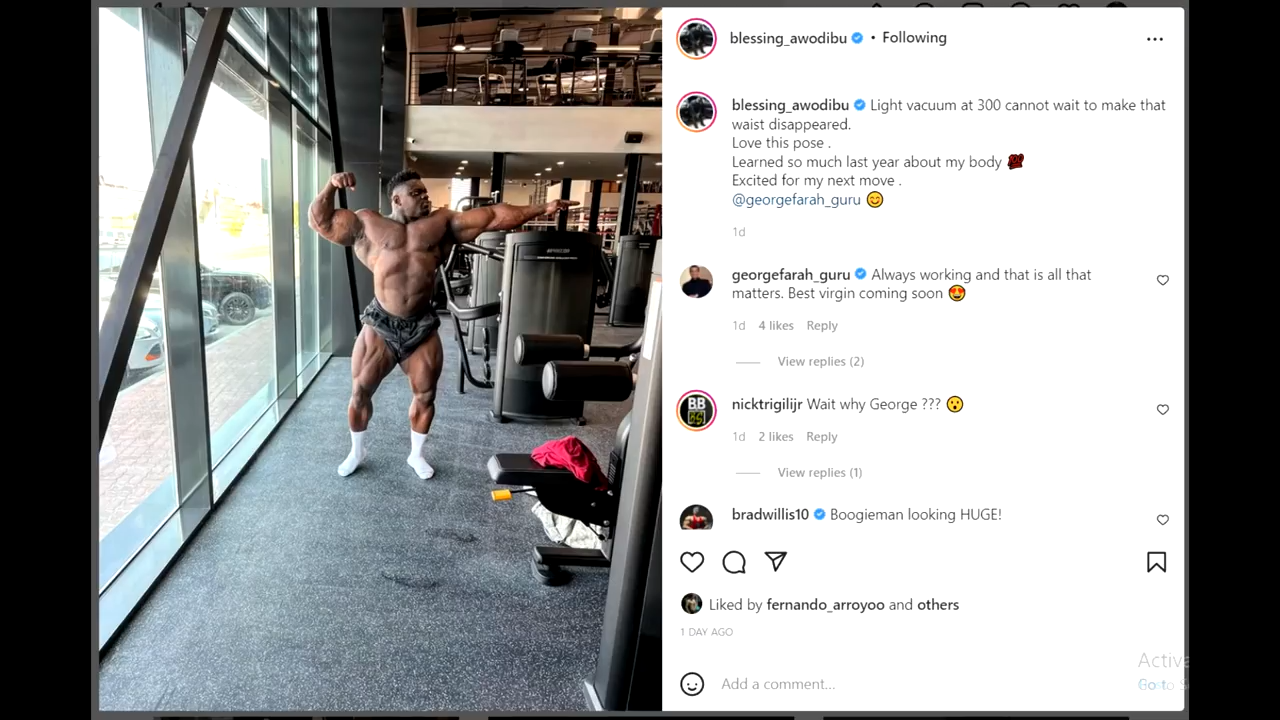 blessing_awodibu • Following
blessing_awodibu Light vacuum at 300 cannot wait to make that
waist disappeared.
Love this pose .
Learned so much last year about my body 💯
Excited for my next move .
@georgefarah_guru 😊
1d
georgefarah_guru Always working and that is all that
matters. Best virgin coming soon 😍
1d 4 likes Reply
View replies (2)
nicktrigilijr Wait why George ??? 😯
1d 2 likes Reply
View replies (1)
bradwillis10 Boogieman looking HUGE!
Liked by fernando_arroyoo and others
1 DAY AGO
Add a comment...